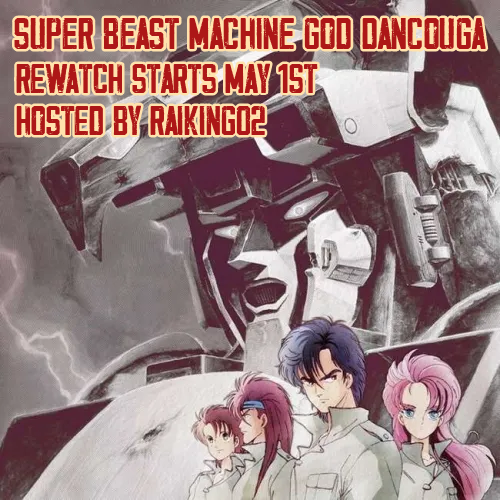 SUPER BEAST MACHINE GOD DANCOUGA
REWATCH STARTS MAY 1ST
HOSTED BY RAIKING02